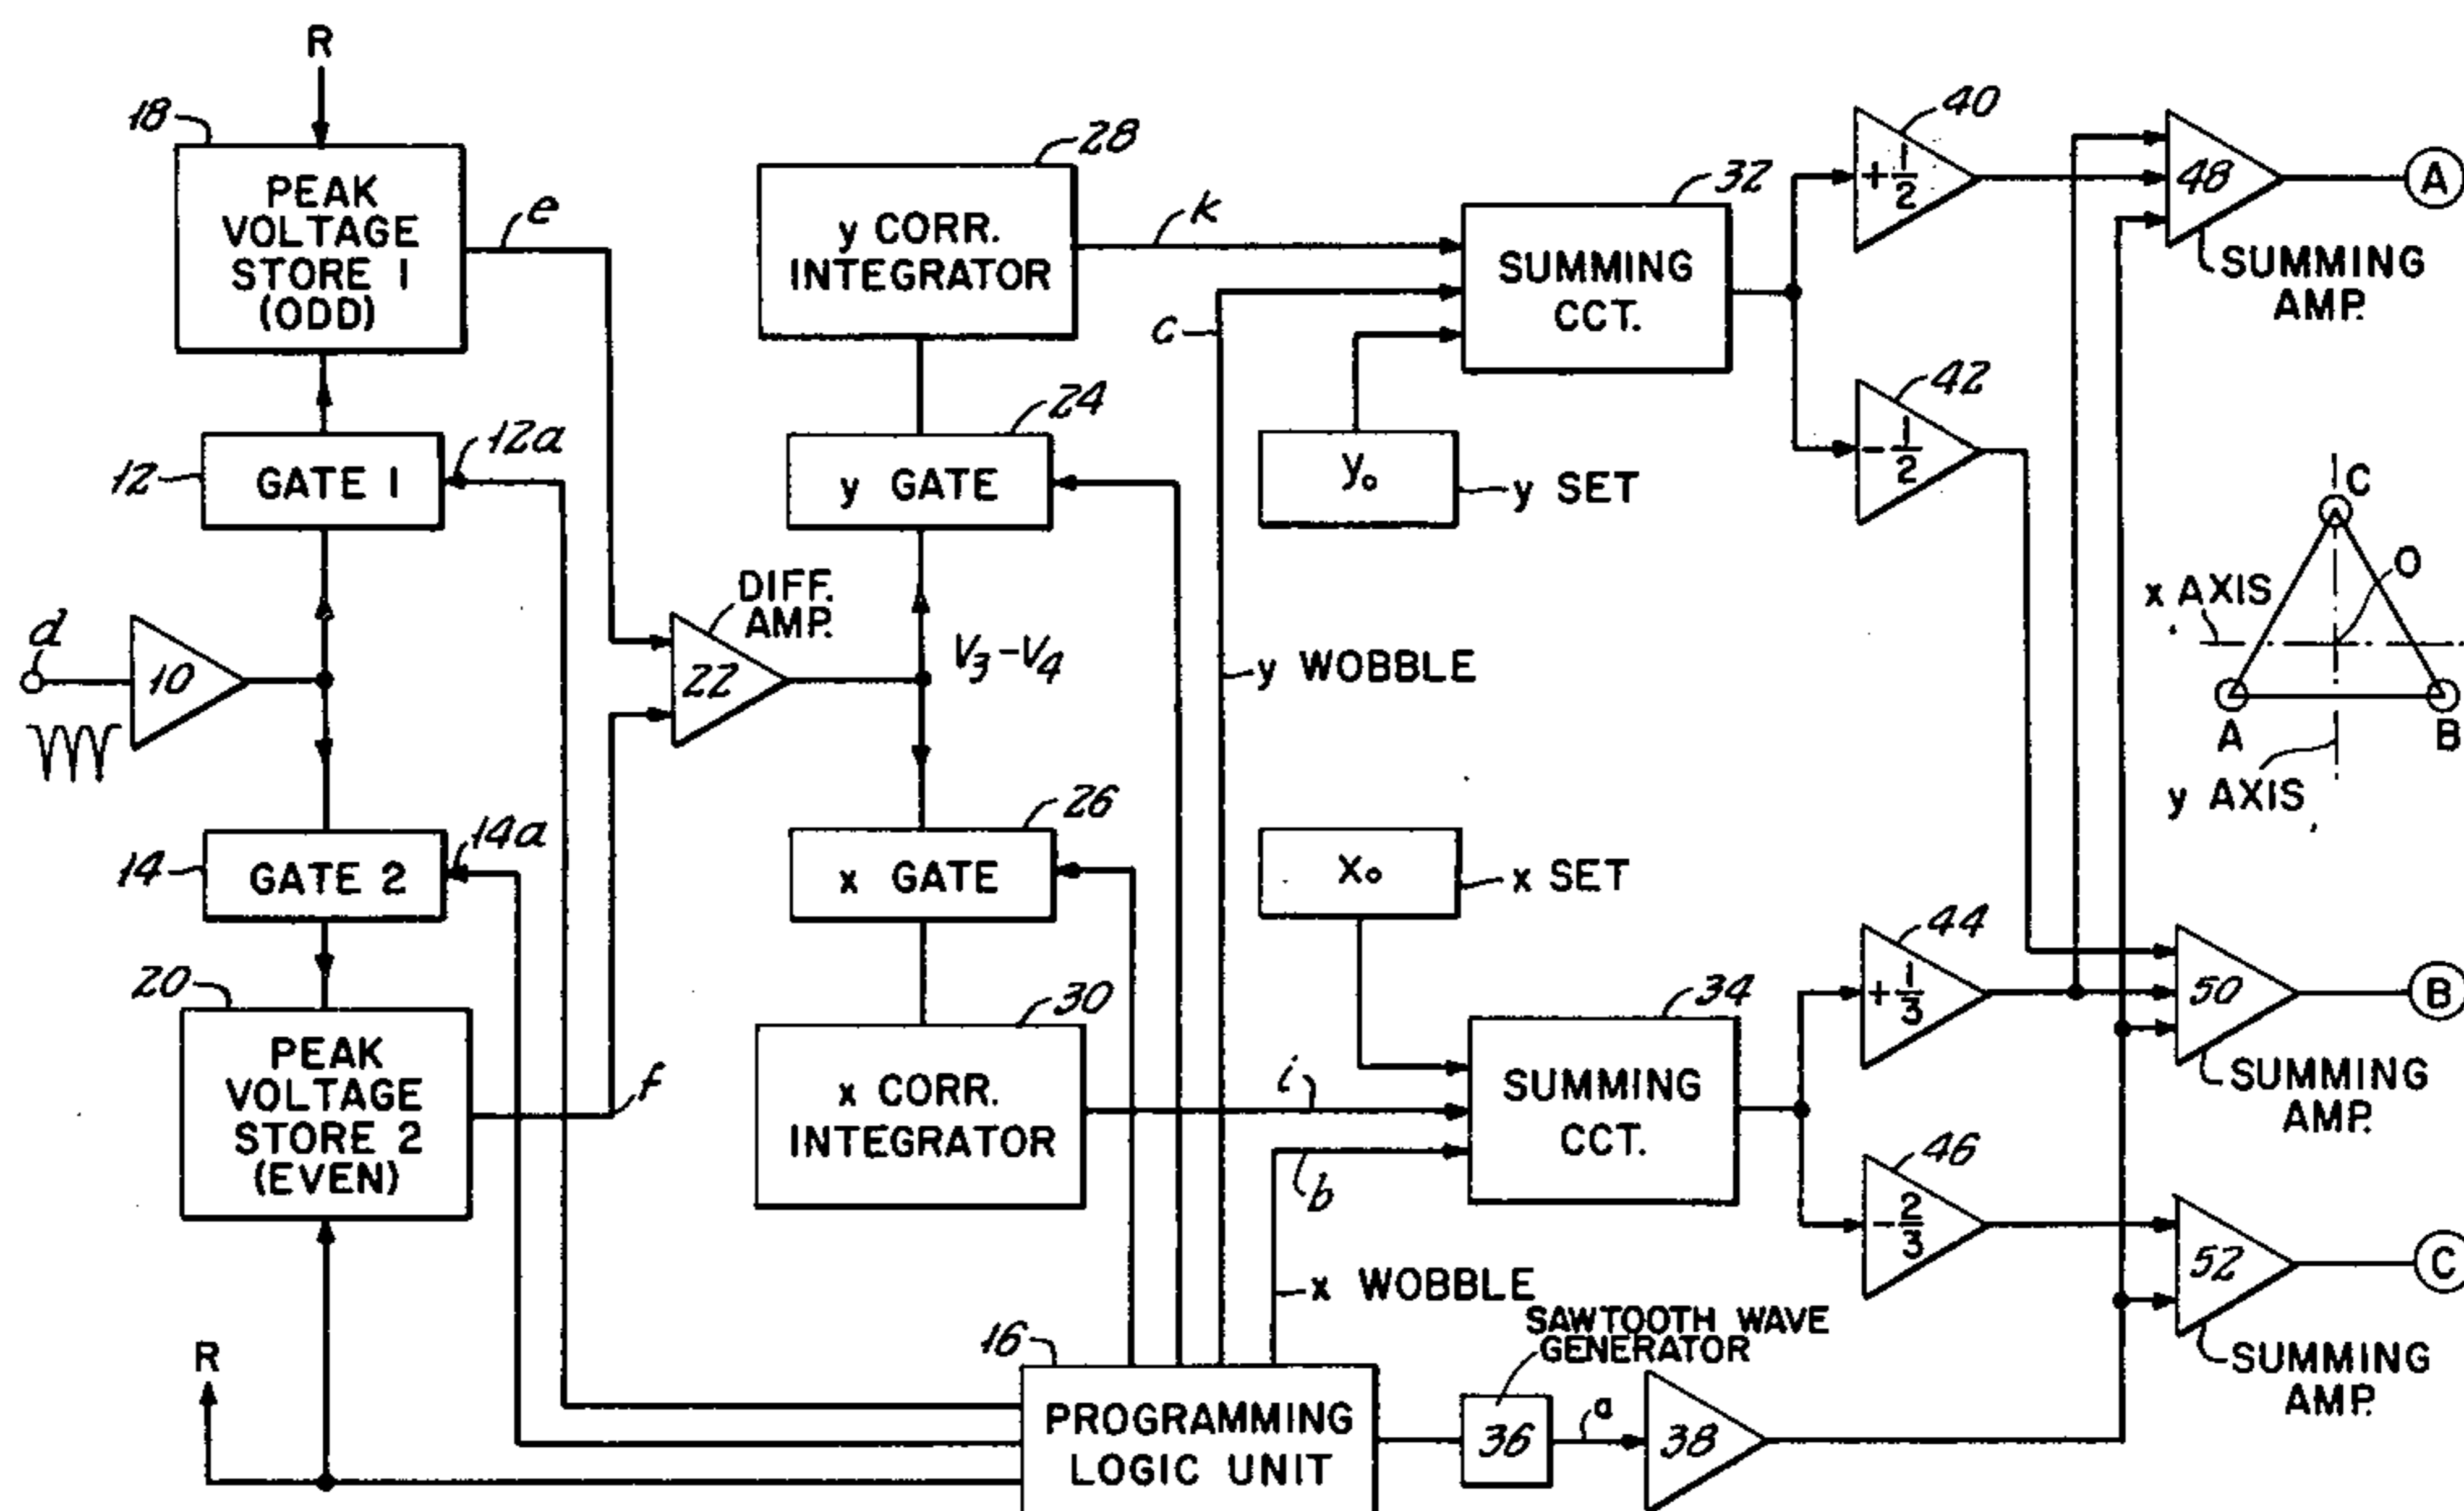 R
18
PEAK
VOLTAGE
STORE 1
(ODD)
e
28
y CORR.
INTEGRATOR
k
32
SUMMING
CCT.
c
40
+1/2
48
A
SUMMING
AMP.
12
GATE 1
12a
24
y GATE
y₀
y SET
42
-1/2
C
O
x AXIS
A
B
y AXIS
d
10
DIFF.
AMP.
22
V₃-V₄
y WOBBLE
14
GATE 2
14a
26
x GATE
x₀
x SET
20
PEAK
VOLTAGE
STORE 2
(EVEN)
f
30
x CORR.
INTEGRATOR
i
b
34
SUMMING
CCT.
44
+1/3
50
B
SUMMING
AMP.
46
-2/3
52
C
SUMMING
AMP.
x WOBBLE
R
16
PROGRAMMING
LOGIC UNIT
SAWTOOTH WAVE
GENERATOR
36
a
38